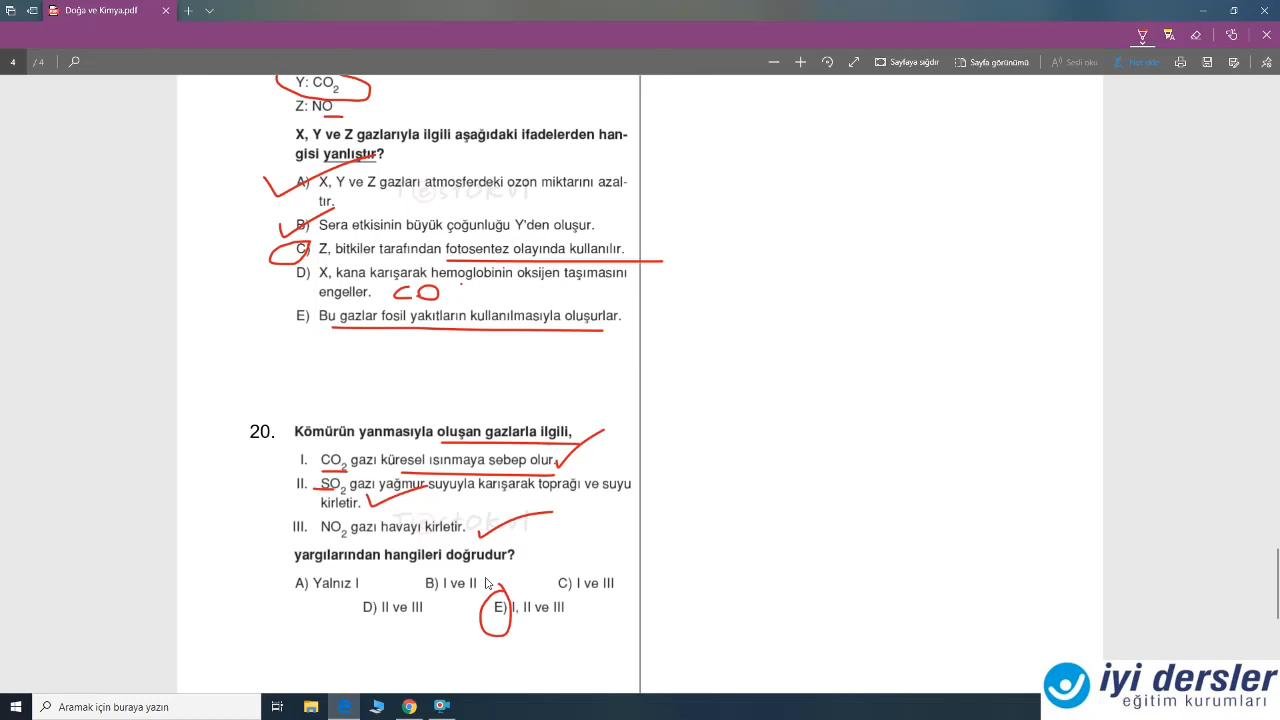 Doğa ve Kimya.pdf
4 /4
Sayfaya sığdır
Sayfa görünümü
Sesli oku
Not ekle
Y: CO2
Z: NO
X, Y ve Z gazlarıyla ilgili aşağıdaki ifadelerden han-
gisi yanlıştır?
A) X, Y ve Z gazları atmosferdeki ozon miktarını azal-
tır.
B) Sera etkisinin büyük çoğunluğu Y'den oluşur.
C) Z, bitkiler tarafından fotosentez olayında kullanılır.
D) X, kana karışarak hemoglobinin oksijen taşımasını
engeller. CO
E) Bu gazlar fosil yakıtların kullanılmasıyla oluşurlar.
20. Kömürün yanmasıyla oluşan gazlarla ilgili,
I. CO2 gazı küresel ısınmaya sebep olur.
II. SO2 gazı yağmur suyuyla karışarak toprağı ve suyu
kirletir.
III. NO2 gazı havayı kirletir.
yargılarından hangileri doğrudur?
A) Yalnız I B) I ve II C) I ve III
D) II ve III E) I, II ve III
iyi dersler
eğitim kurumları
Aramak için buraya yazın